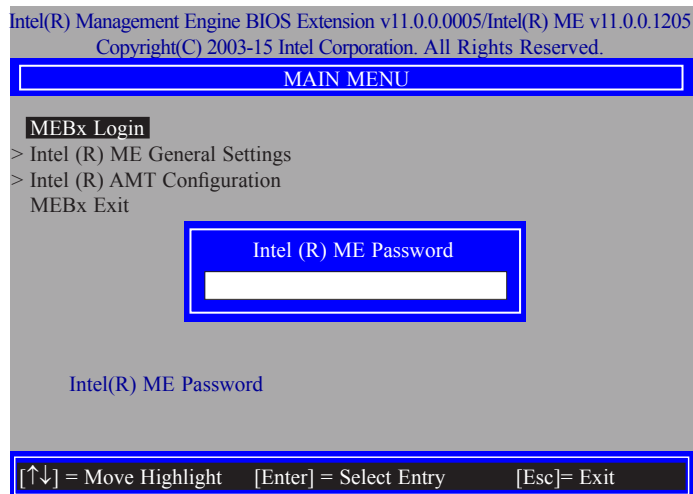 Intel(R) Management Engine BIOS Extension v11.0.0.0005/Intel(R) ME v11.0.0.1205
Copyright(C) 2003-15 Intel Corporation. All Rights Reserved.
MAIN MENU
MEBx Login
> Intel (R) ME General Settings
> Intel (R) AMT Configuration
MEBx Exit
Intel (R) ME Password
Intel(R) ME Password
[↑↓] = Move Highlight [Enter] = Select Entry [Esc]= Exit